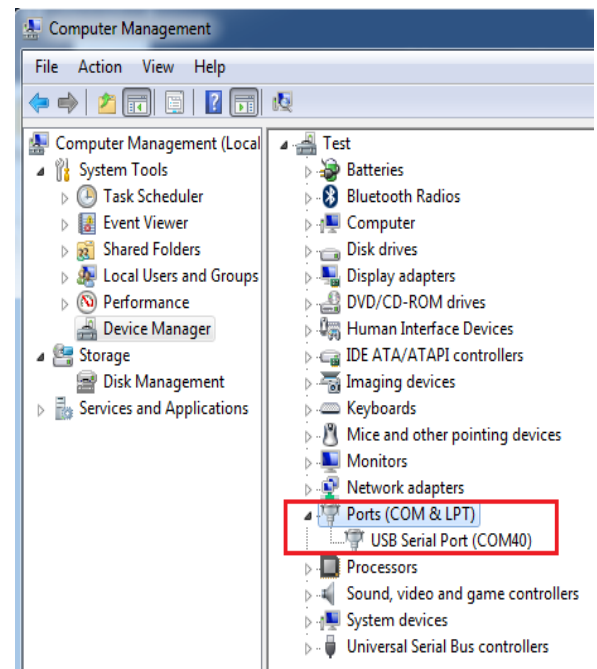 Computer Management
File Action View Help
Computer Management (Local
System Tools
Task Scheduler
Event Viewer
Shared Folders
Local Users and Groups
Performance
Device Manager
Storage
Disk Management
Services and Applications
Test
Batteries
Bluetooth Radios
Computer
Disk drives
Display adapters
DVD/CD-ROM drives
Human Interface Devices
IDE ATA/ATAPI controllers
Imaging devices
Keyboards
Mice and other pointing devices
Monitors
Network adapters
Ports (COM & LPT)
USB Serial Port (COM40)
Processors
Sound, video and game controllers
System devices
Universal Serial Bus controllers